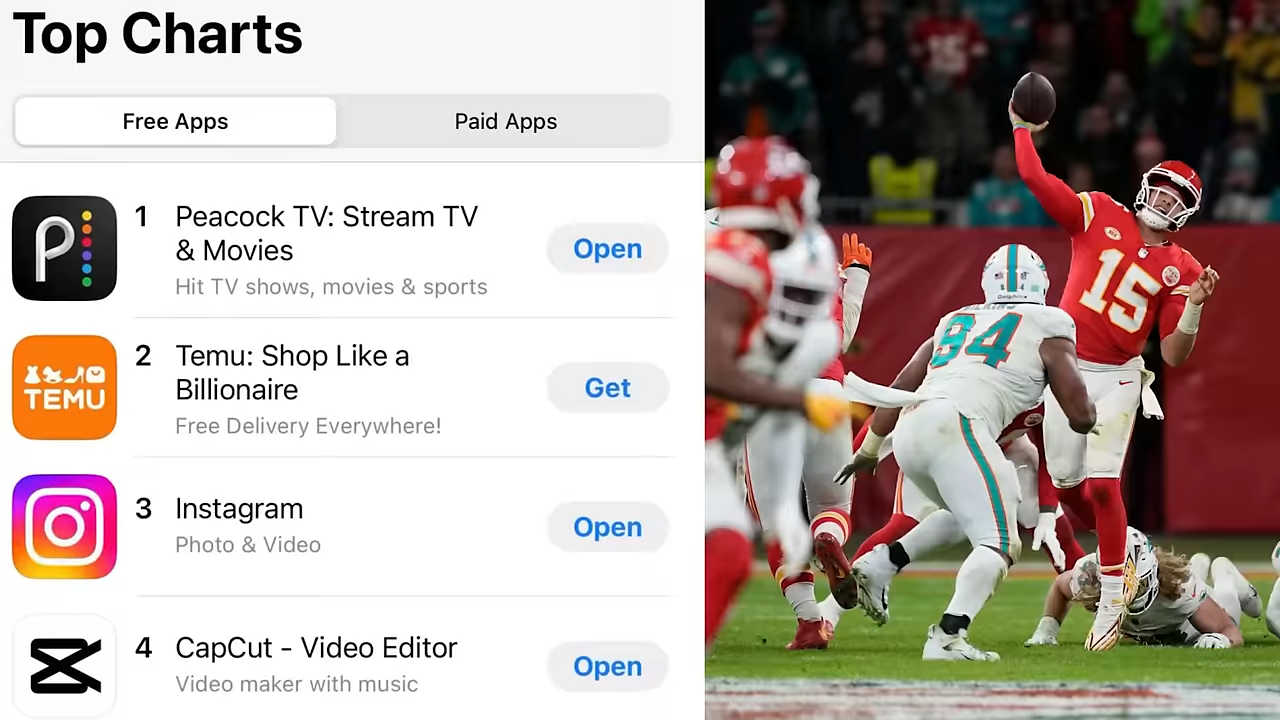 Top Charts
Free Apps
Paid Apps
1
Peacock TV: Stream TV
& Movies
Hit TV shows, movies & sports
Open
TEMU
2
Temu: Shop Like a
Billionaire
Free Delivery Everywhere!
Get
3
Instagram
Photo & Video
Open
4
CapCut - Video Editor
Video maker with music
Open
15
15
Dolphins
94